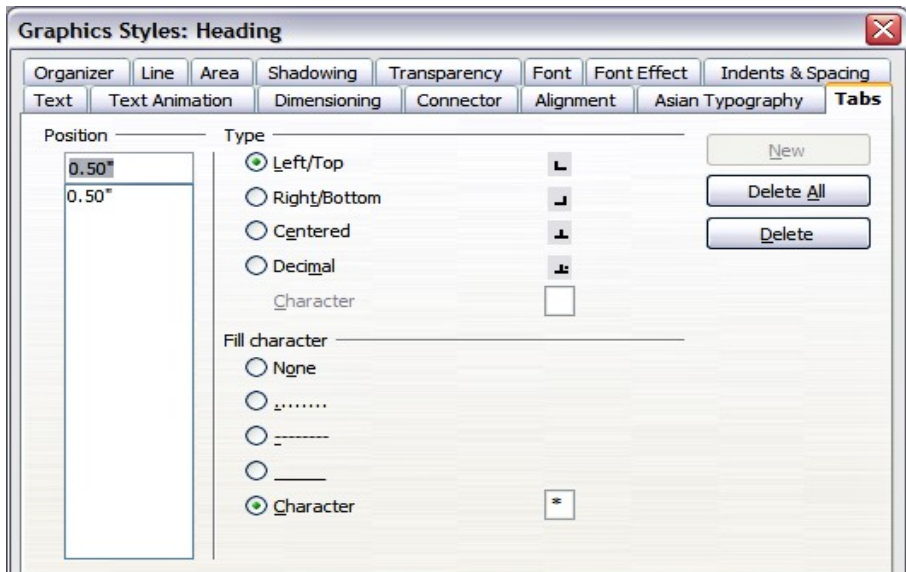 Graphics Styles: Heading
Organizer Line Area Shadowing Transparency Font Font Effect Indents & Spacing
Text Text Animation Dimensioning Connector Alignment Asian Typography Tabs
Position
0.50"
0.50"
Type
Left/Top
Right/Bottom
Centered
Decimal
Character
Fill character
None
.......
--------
_____
Character *
New
Delete All
Delete